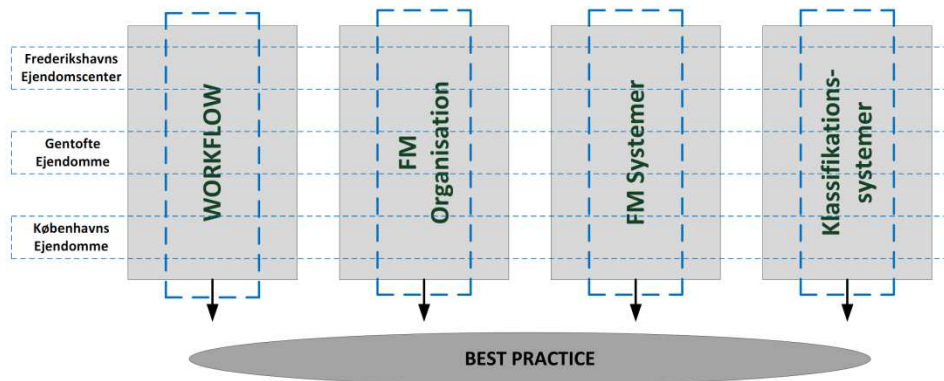 Frederikshavns
Ejendomscenter
Gentofte
Ejendomme
Københavns
Ejendomme
WORKFLOW
FM
Organisation
FM Systemer
Klassifikations-
systemer
BEST PRACTICE